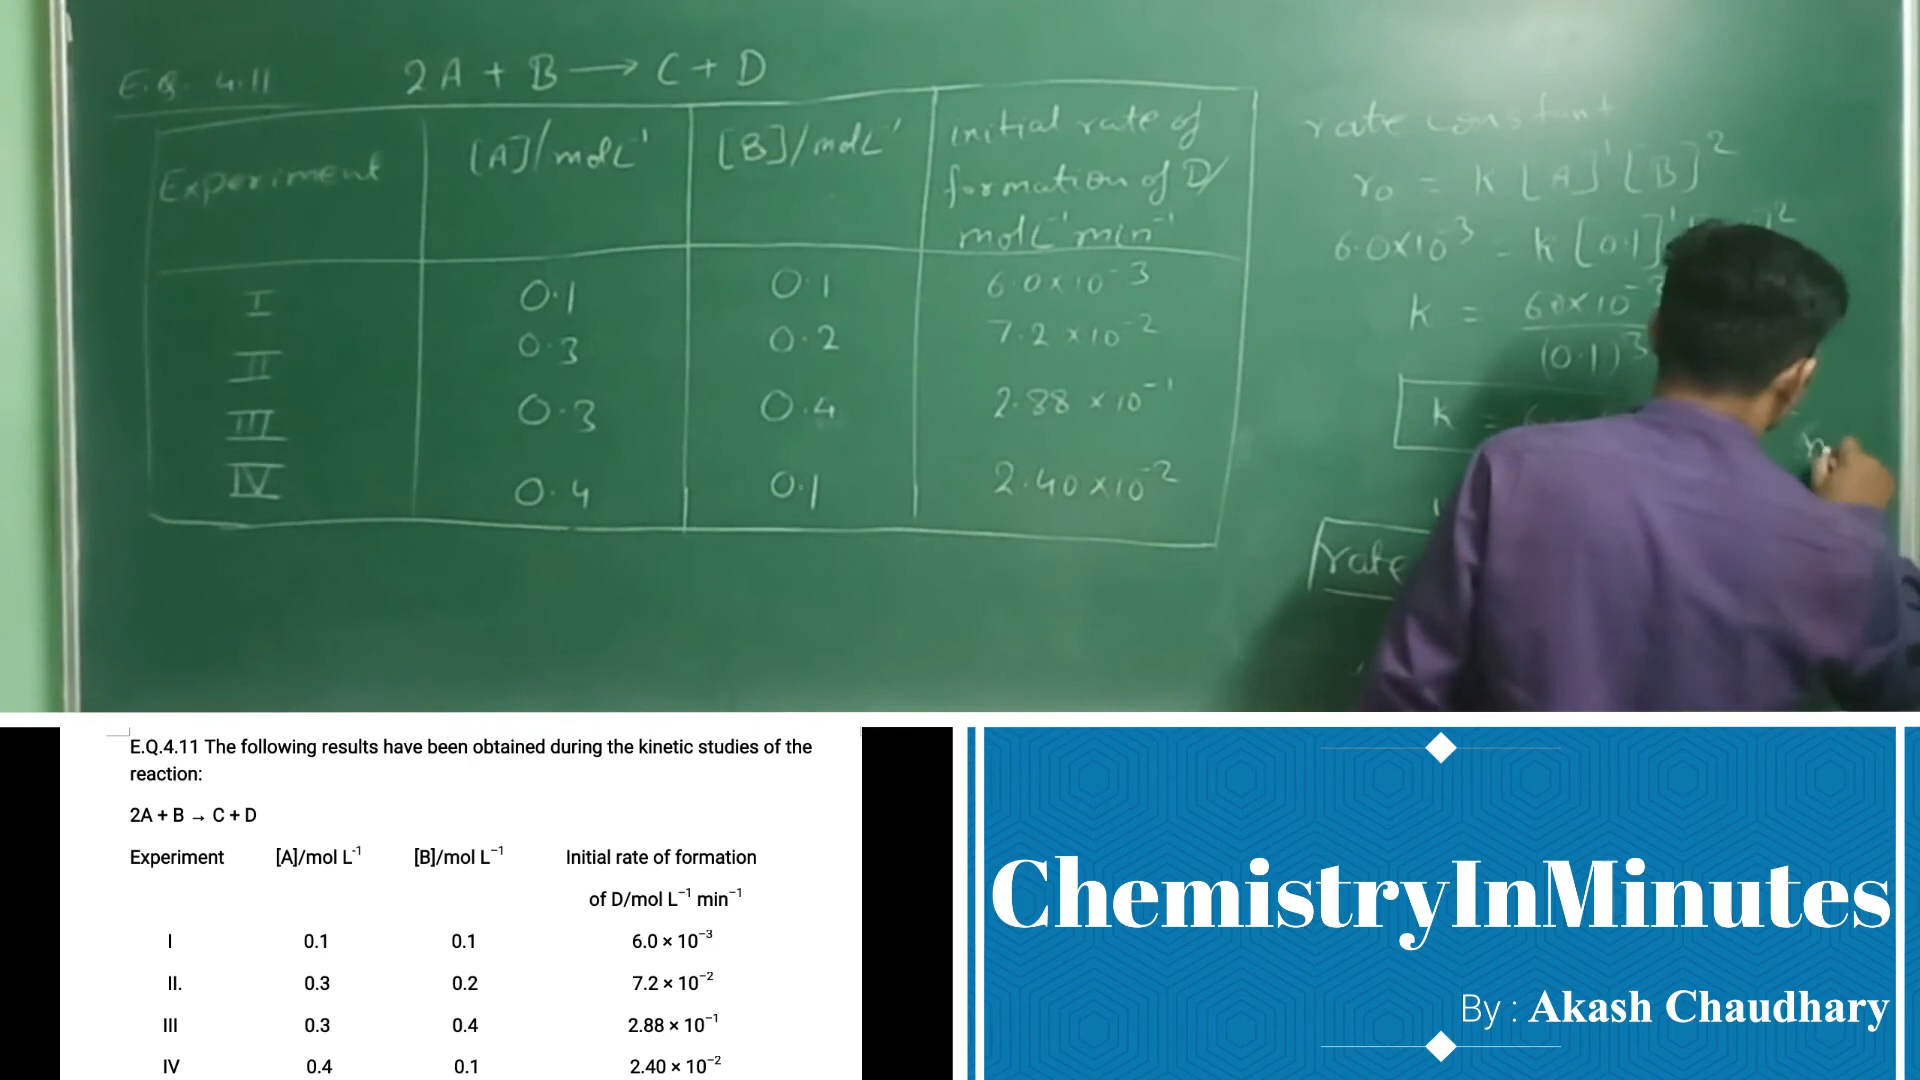 E.Q. 4.11 2A + B → C + D
Experiment [A]/mol L⁻¹ [B]/mol L⁻¹ initial rate of formation of D/ mol L⁻¹ min⁻¹
I 0.1 0.1 6.0 × 10⁻³
II 0.3 0.2 7.2 × 10⁻²
III 0.3 0.4 2.88 × 10⁻¹
IV 0.4 0.1 2.40 × 10⁻²
rate constant
r₀ = k [A]¹ [B]²
6.0×10⁻³ = k [0.1]¹ ²
k = 6.0×10⁻³
(0.1)³
k =
rate
E.Q.4.11 The following results have been obtained during the kinetic studies of the
reaction:
2A + B → C + D
Experiment [A]/mol L⁻¹ [B]/mol L⁻¹ Initial rate of formation
of D/mol L⁻¹ min⁻¹
I 0.1 0.1 6.0 × 10⁻³
II. 0.3 0.2 7.2 × 10⁻²
III 0.3 0.4 2.88 × 10⁻¹
IV 0.4 0.1 2.40 × 10⁻²
ChemistryInMinutes
By : Akash Chaudhary